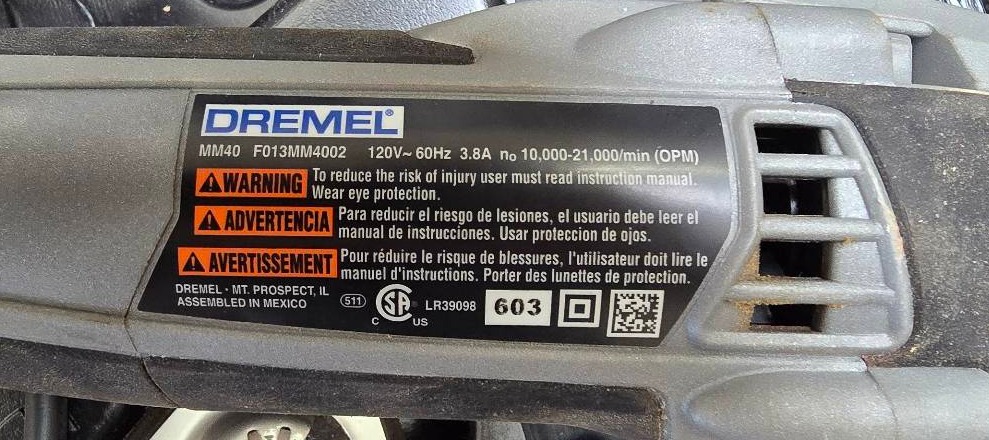 DREMEL®
MM40 F013MM4002 120V~ 60Hz 3.8A no 10,000-21,000/min (OPM)
WARNING To reduce the risk of injury user must read instruction manual.
Wear eye protection.
ADVERTENCIA Para reducir el riesgo de lesiones, el usuario debe leer el
manual de instrucciones. Usar proteccion de ojos.
AVERTISSEMENT Pour réduire le risque de blessures, l'utilisateur doit lire le
manuel d'instructions. Porter des lunettes de protection.
DREMEL • MT. PROSPECT, IL
ASSEMBLED IN MEXICO
511
C SA US
LR39098
603